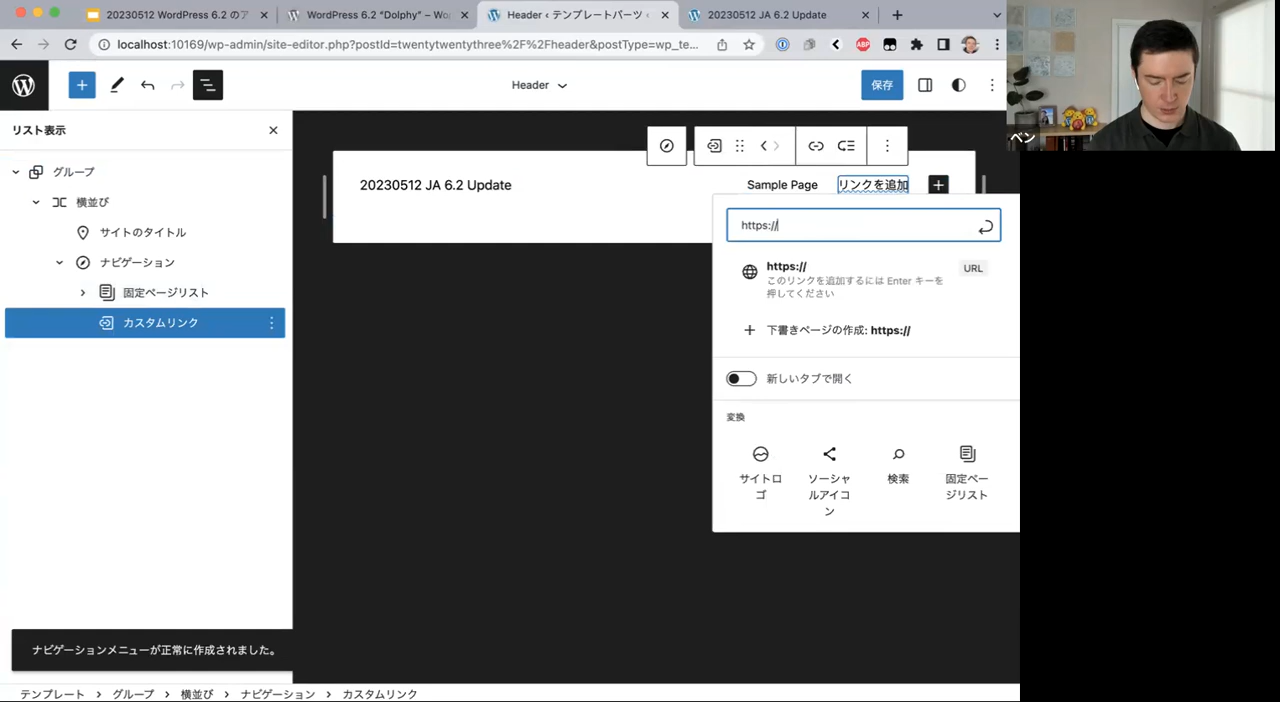 20230512 WordPress 6.2 のア
WordPress 6.2 "Dolphy" – Wo
Header ‹ テンプレートパーツ ‹
20230512 JA 6.2 Update
localhost:10169/wp-admin/site-editor.php?postId=twentytwentythree%2F%2Fheader&postType=wp_te...
ABP
Header
保存
ベン
リスト表示
グループ
横並び
サイトのタイトル
ナビゲーション
固定ページリスト
カスタムリンク
20230512 JA 6.2 Update
Sample Page
リンクを追加
https://
https://
URL
このリンクを追加するには Enter キーを
押してください
下書きページの作成: https://
新しいタブで開く
変換
サイトロ
ゴ
ソーシャ
ルアイコ
ン
検索
固定ペー
ジリスト
ナビゲーションメニューが正常に作成されました。
テンプレート › グループ › 横並び › ナビゲーション › カスタムリンク